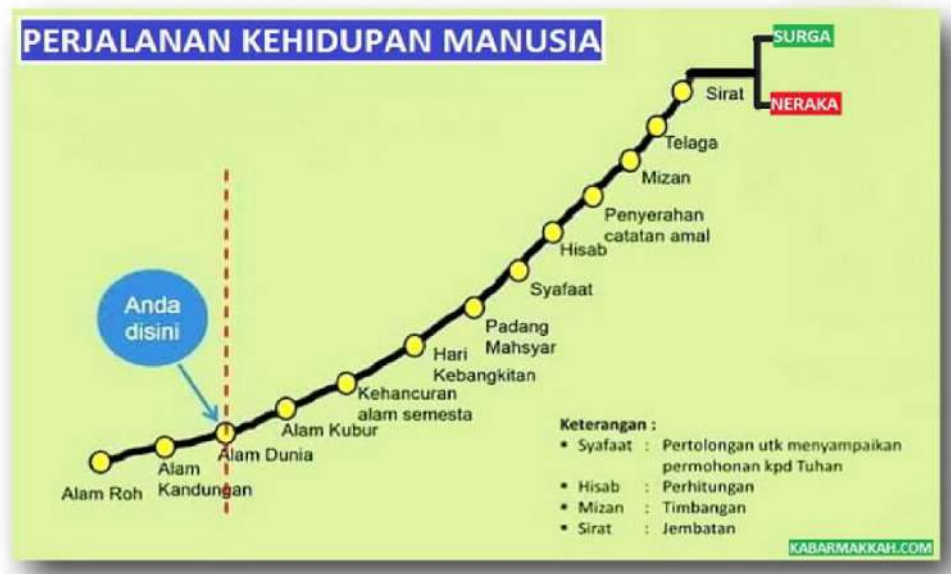 PERJALANAN KEHIDUPAN MANUSIA
SURGA
Sirat
NERAKA
Telaga
Mizan
Penyerahan
catatan amal
Hisab
Syafaat
Padang
Mahsyar
Hari
Kebangkitan
Kehancuran
alam semesta
Alam Kubur
Anda
disini
Alam Dunia
Alam
Kandungan
Alam Roh
Keterangan :
• Syafaat : Pertolongan utk menyampaikan
permohonan kpd Tuhan
• Hisab : Perhitungan
• Mizan : Timbangan
• Sirat : Jembatan
KABARMAKKAH.COM